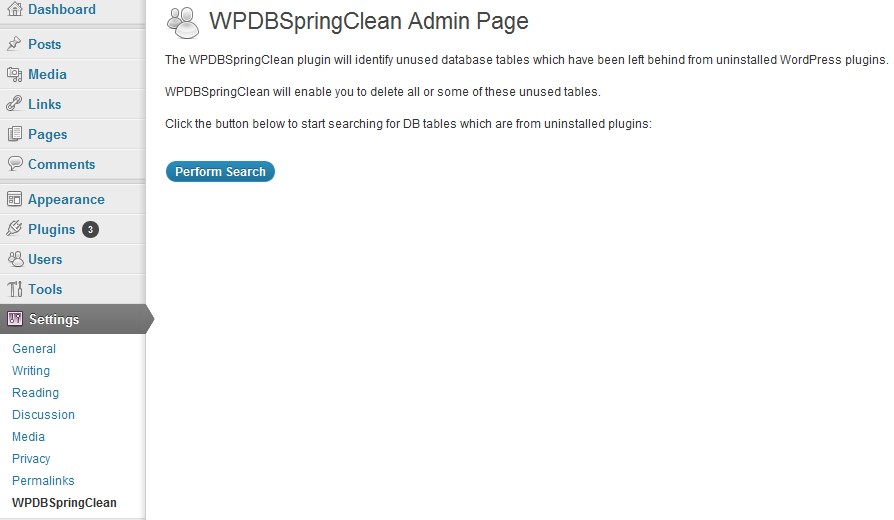 Dashboard
Posts
Media
Links
Pages
Comments
Appearance
Plugins 3
Users
Tools
Settings
General
Writing
Reading
Discussion
Media
Privacy
Permalinks
WPDBSpringClean
WPDBSpringClean Admin Page
The WPDBSpringClean plugin will identify unused database tables which have been left behind from uninstalled WordPress plugins.
WPDBSpringClean will enable you to delete all or some of these unused tables.
Click the button below to start searching for DB tables which are from uninstalled plugins:
Perform Search